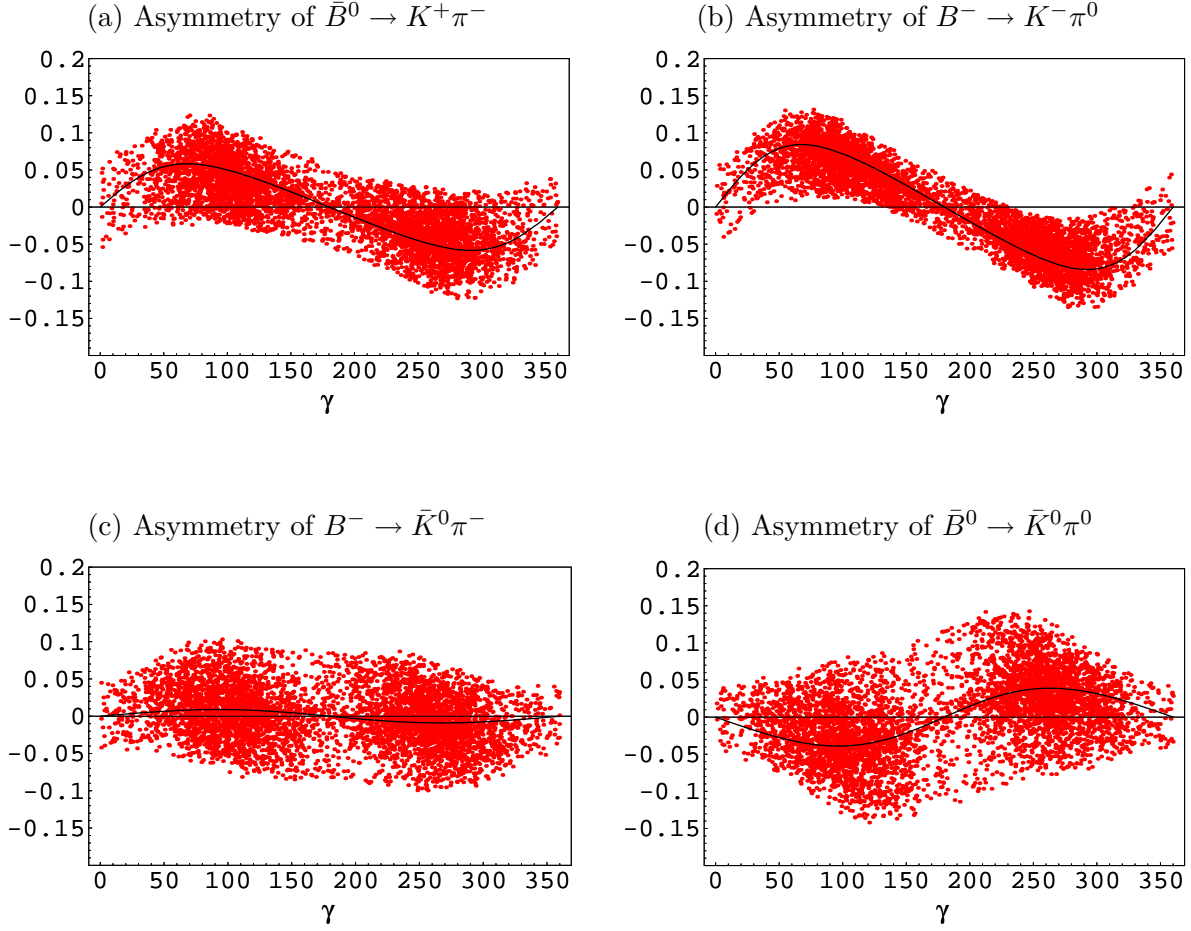 (a) Asymmetry of B̄⁰ → K⁺π⁻
0.2
0.15
0.1
0.05
0
-0.05
-0.1
-0.15
0 50 100 150 200 250 300 350
γ
(b) Asymmetry of B⁻ → K⁻π⁰
0.2
0.15
0.1
0.05
0
-0.05
-0.1
-0.15
0 50 100 150 200 250 300 350
γ
(c) Asymmetry of B⁻ → K̄⁰π⁻
0.2
0.15
0.1
0.05
0
-0.05
-0.1
-0.15
0 50 100 150 200 250 300 350
γ
(d) Asymmetry of B̄⁰ → K̄⁰π⁰
0.2
0.15
0.1
0.05
0
-0.05
-0.1
-0.15
0 50 100 150 200 250 300 350
γ